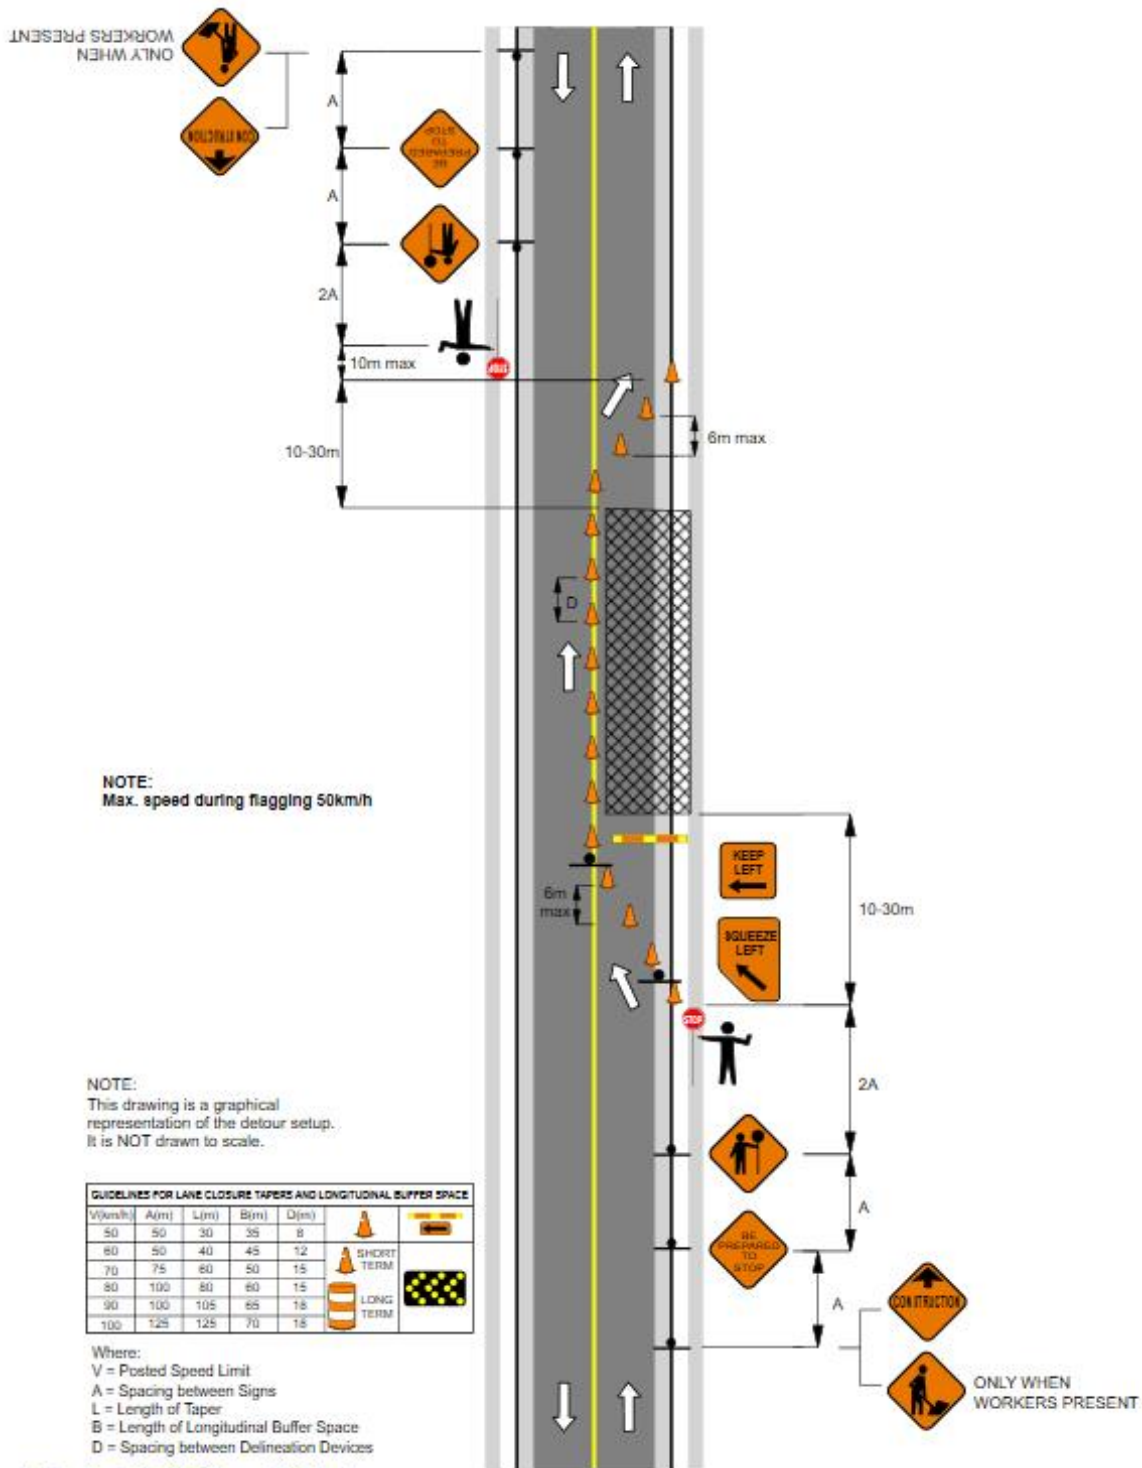 ONLY WHEN
WORKERS PRESENT
CONSTRUCTION
A
BE
PREPARED
TO
STOP
A
2A
10m max
10-30m
6m max
D
NOTE:
Max. speed during flagging 50km/h
KEEP
LEFT
6m
max
10-30m
SQUEEZE
LEFT
STOP
2A
NOTE:
This drawing is a graphical
representation of the detour setup.
It is NOT drawn to scale.
A
BE
PREPARED
TO
STOP
A
CONSTRUCTION
ONLY WHEN
WORKERS PRESENT
GUIDELINES FOR LANE CLOSURE TAPERS AND LONGITUDINAL BUFFER SPACE
V(km/h) A(m) L(m) B(m) D(m)
50 50 30 35 8
60 50 40 45 12
70 75 60 50 15
80 100 80 60 15
90 100 105 65 18
100 125 125 70 18
SHORT
TERM
LONG
TERM
Where:
V = Posted Speed Limit
A = Spacing between Signs
L = Length of Taper
B = Length of Longitudinal Buffer Space
D = Spacing between Delineation Devices